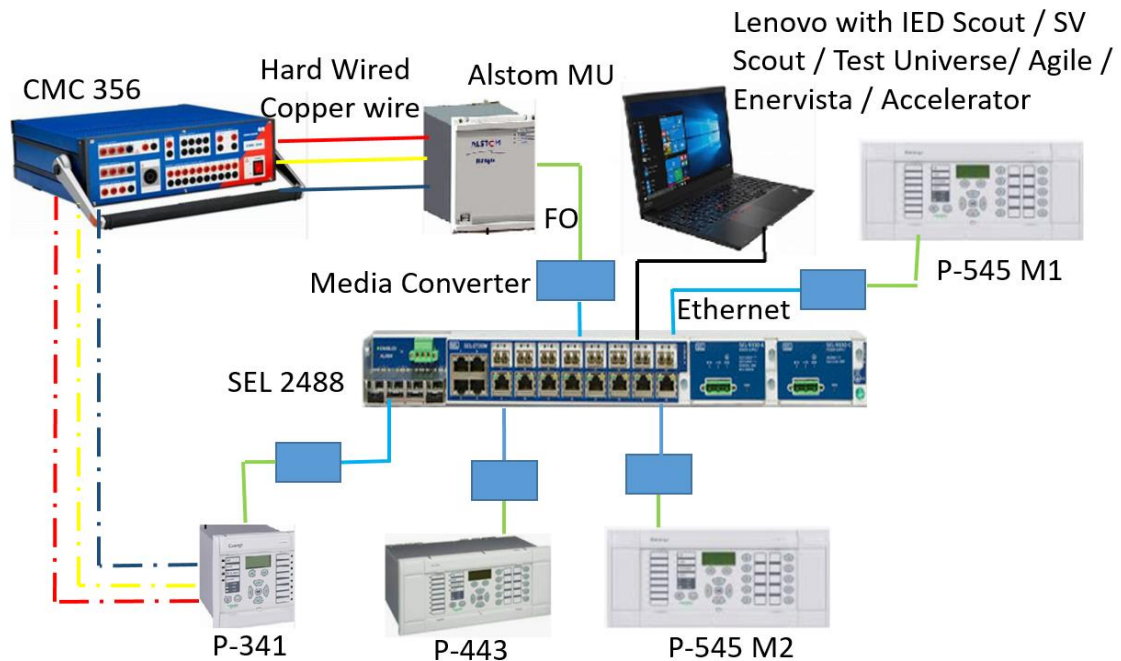 Lenovo with IED Scout / SV
Scout / Test Universe/ Agile /
Enervista / Accelerator
CMC 356
Hard Wired
Copper wire
Alstom MU
ALSTOM
FO
Media Converter
P-545 M1
Ethernet
SEL 2488
P-341
P-443
P-545 M2